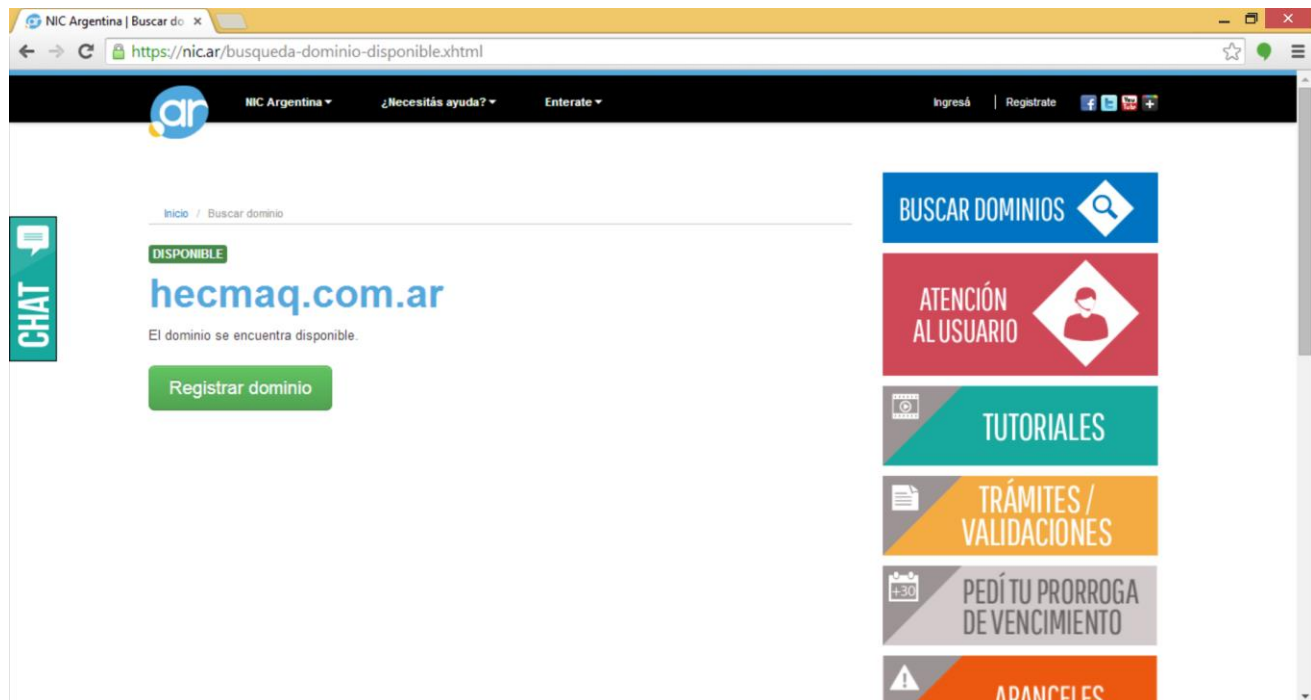 NIC Argentina | Buscar do
https://nic.ar/busqueda-dominio-disponible.xhtml
.ar
NIC Argentina
¿Necesitás ayuda?
Enterate
Ingresá | Registrate
Inicio / Buscar dominio
DISPONIBLE
hecmaq.com.ar
El dominio se encuentra disponible.
Registrar dominio
CHAT
BUSCAR DOMINIOS
ATENCIÓN
AL USUARIO
TUTORIALES
TRÁMITES /
VALIDACIONES
+30
PEDÍ TU PRORROGA
DE VENCIMIENTO
ARANCELES